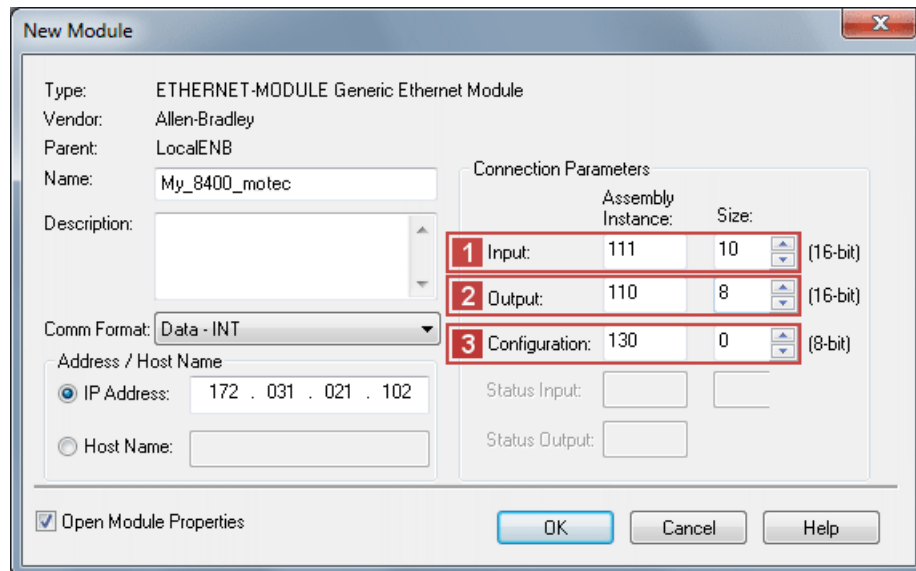 New Module
Type: ETHERNET-MODULE Generic Ethernet Module
Vendor: Allen-Bradley
Parent: LocalENB
Name: My_8400_motec
Description:
Comm Format: Data - INT
Address / Host Name
IP Address: 172 . 031 . 021 . 102
Host Name:
Connection Parameters
Assembly
Instance: Size:
1 Input: 111 10 (16-bit)
2 Output: 110 8 (16-bit)
3 Configuration: 130 0 (8-bit)
Status Input:
Status Output:
Open Module Properties
OK Cancel Help